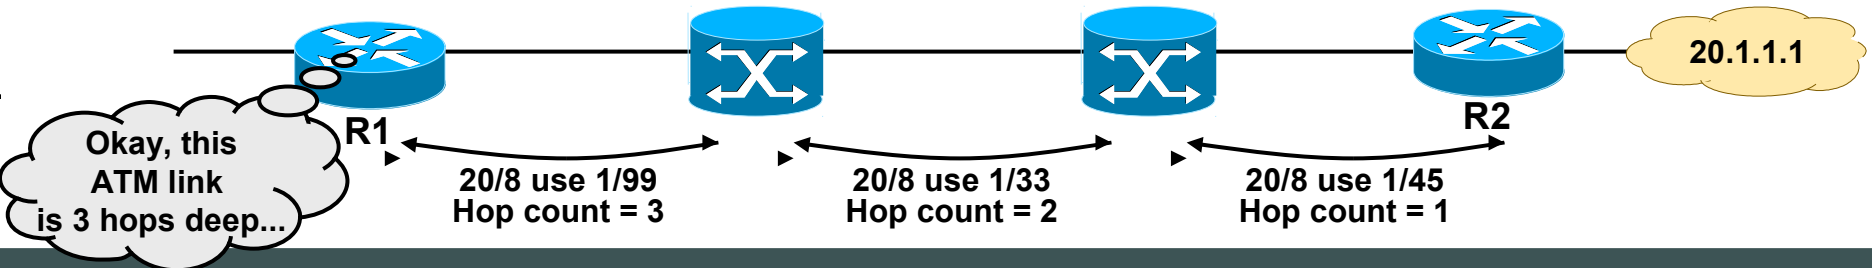 20.1.1.1
R1
R2
Okay, this
ATM link
is 3 hops deep...
20/8 use 1/99
Hop count = 3
20/8 use 1/33
Hop count = 2
20/8 use 1/45
Hop count = 1